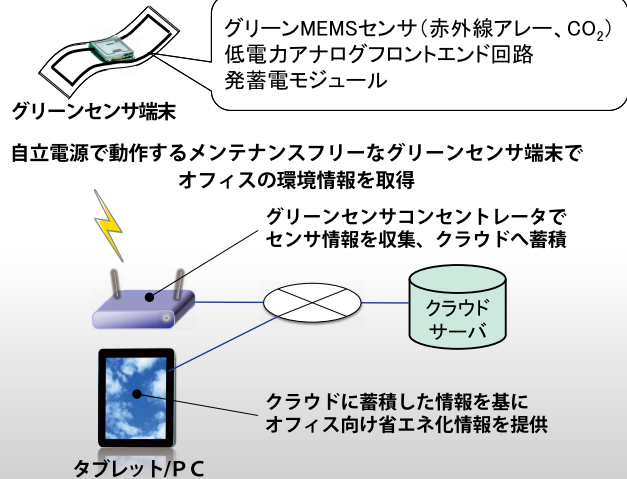 グリーンMEMSセンサ(赤外線アレー、CO₂)
低電力アナログフロントエンド回路
発蓄電モジュール
グリーンセンサ端末
自立電源で動作するメンテナンスフリーなグリーンセンサ端末で
オフィスの環境情報を取得
グリーンセンサコンセントレータで
センサ情報を収集、クラウドへ蓄積
クラウド
サーバ
クラウドに蓄積した情報を基に
オフィス向け省エネ化情報を提供
タブレット/PC